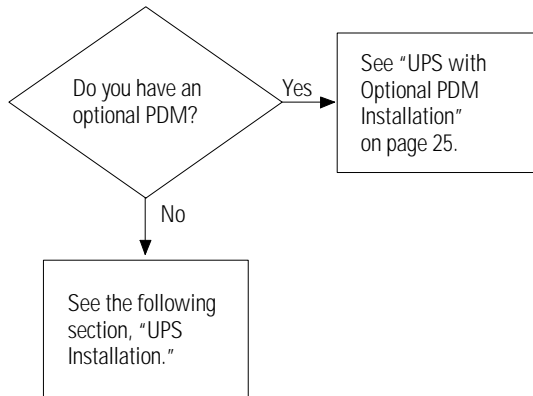 Do you have an
optional PDM?
Yes
See “UPS with
Optional PDM
Installation”
on page 25.
No
See the following
section, “UPS
Installation.”